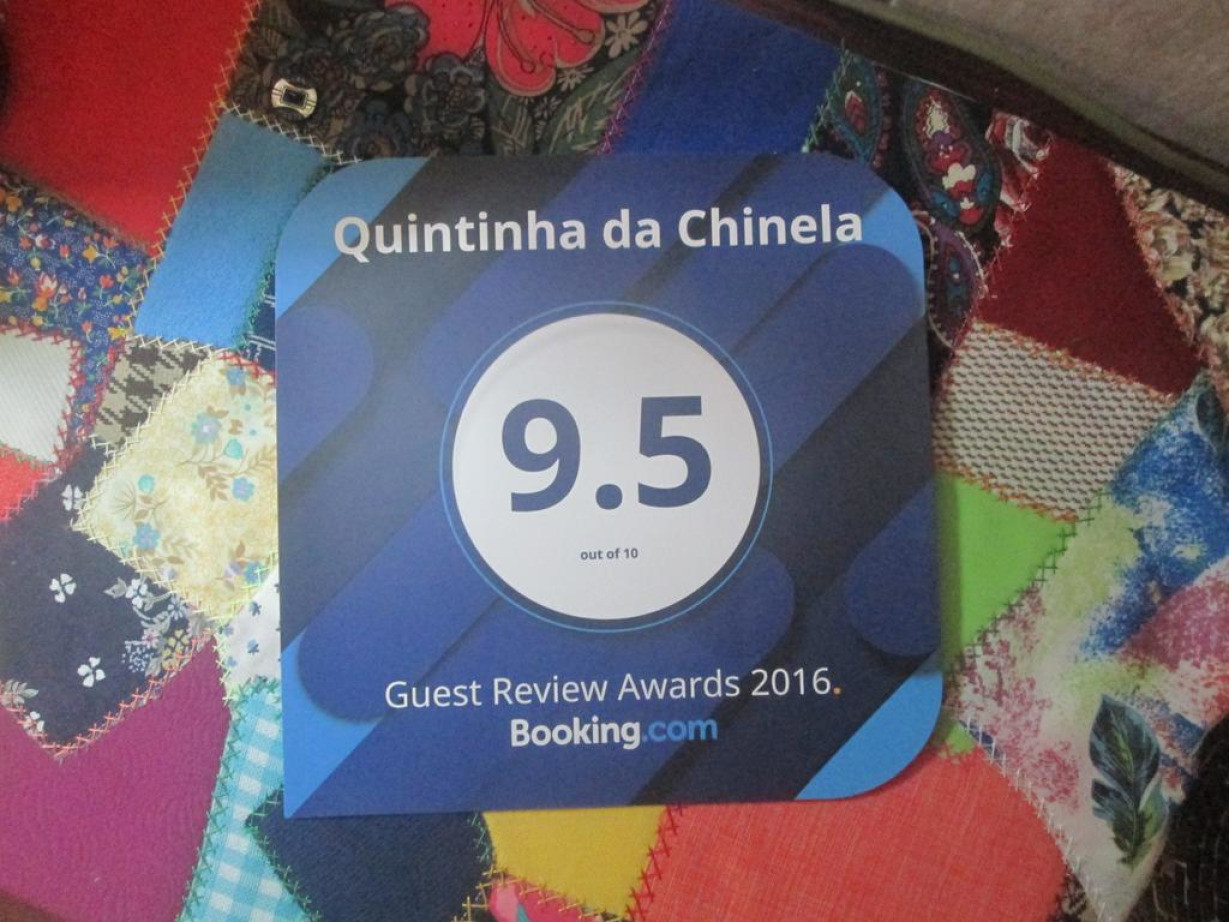 Quintinha da Chinela
9.5
out of 10
Guest Review Awards 2016.
Booking.com